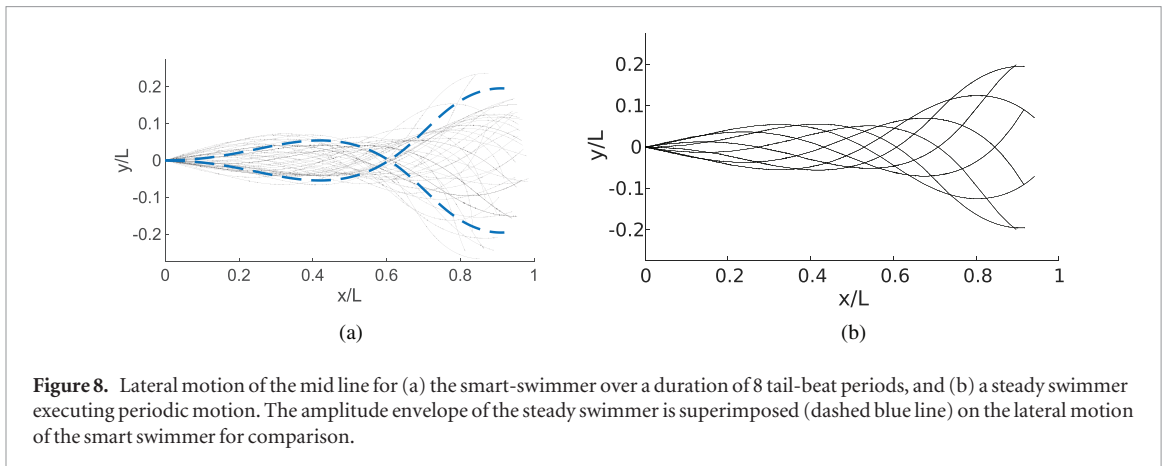 0.2
0.1
0
-0.1
-0.2
y/L
0 0.2 0.4 0.6 0.8 1
x/L
(a)
0.2
0.1
0
-0.1
-0.2
y/L
0 0.2 0.4 0.6 0.8 1
x/L
(b)
Figure 8. Lateral motion of the mid line for (a) the smart-swimmer over a duration of 8 tail-beat periods, and (b) a steady swimmer
executing periodic motion. The amplitude envelope of the steady swimmer is superimposed (dashed blue line) on the lateral motion
of the smart swimmer for comparison.